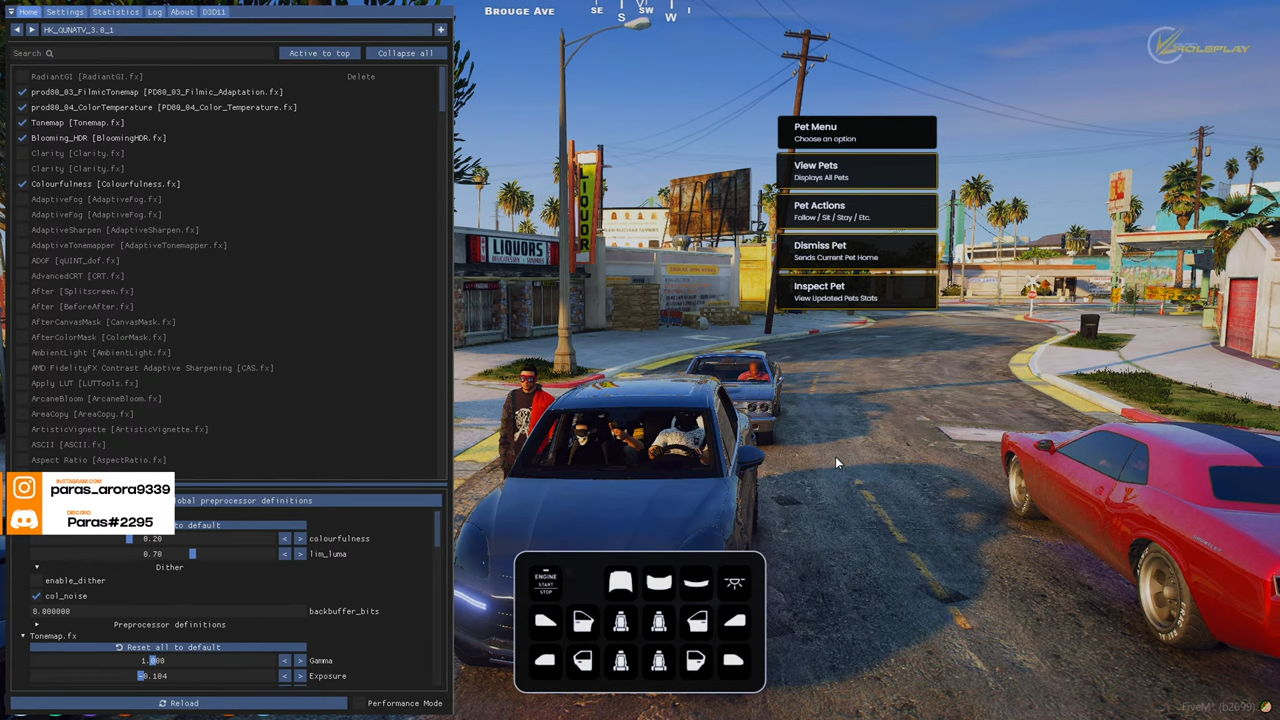 Home Settings Statistics Log About D3D11
HK_QUNATV_3.0_1
Search
Active to top
Collapse all
RadiantGI [RadiantGI.fx]
Delete
prod80_03_FilmicTonemap [PD80_03_Filmic_Adaptation.fx]
prod80_04_ColorTemperature [PD80_04_Color_Temperature.fx]
Tonemap [Tonemap.fx]
Blooming_HDR [BloomingHDR.fx]
Clarity [Clarity.fx]
Clarity [Clarity.fx]
Colourfulness [Colourfulness.fx]
AdaptiveFog [AdaptiveFog.fx]
AdaptiveFog [AdaptiveFog.fx]
AdaptiveSharpen [AdaptiveSharpen.fx]
AdaptiveTonemapper [AdaptiveTonemapper.fx]
ADOF [qUINT_dof.fx]
AdvancedCRT [CRT.fx]
After [Splitscreen.fx]
After [BeforeAfter.fx]
AfterCanvasMask [CanvasMask.fx]
AfterColorMask [ColorMask.fx]
AmbientLight [AmbientLight.fx]
AMD FidelityFX Contrast Adaptive Sharpening [CAS.fx]
Apply LUT [LUTTools.fx]
ArcaneBloom [ArcaneBloom.fx]
AreaCopy [AreaCopy.fx]
ArtisticVignette [ArtisticVignette.fx]
ASCII [ASCII.fx]
Aspect Ratio [AspectRatio.fx]
INSTAGRAM.COM
paras_arora9339
DISCORD
Paras#2295
lobal preprocessor definitions
to default
0.20 < > colourfulness
0.70 < > lim_luma
Dither
enable_dither
col_noise
8.000000 backbuffer_bits
Preprocessor definitions
Tonemap.fx
Reset all to default
< > Gamma
-0.104 < > Exposure
Reload
Performance Mode
BROUGE AVE
SE S SW W
ROLEPLAY
Pet Menu
Choose an option
View Pets
Displays All Pets
Pet Actions
Follow / Sit / Stay / Etc.
Dismiss Pet
Sends Current Pet Home
Inspect Pet
View Updated Pets Stats
LIQUOR
LIQUORS
ENGINE
START
STOP
FiveM* (b2699)